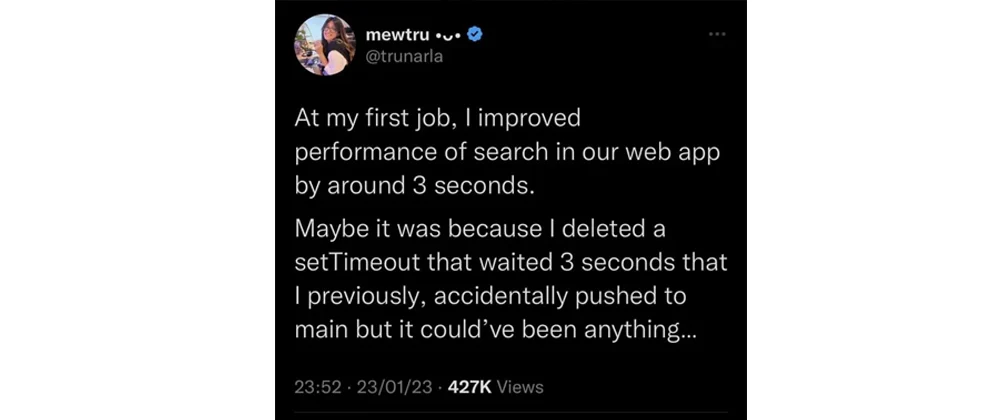 mewtru •ᴗ•
@trunarla
At my first job, I improved
performance of search in our web app
by around 3 seconds.
Maybe it was because I deleted a
setTimeout that waited 3 seconds that
I previously, accidentally pushed to
main but it could’ve been anything...
23:52 · 23/01/23 · 427K Views